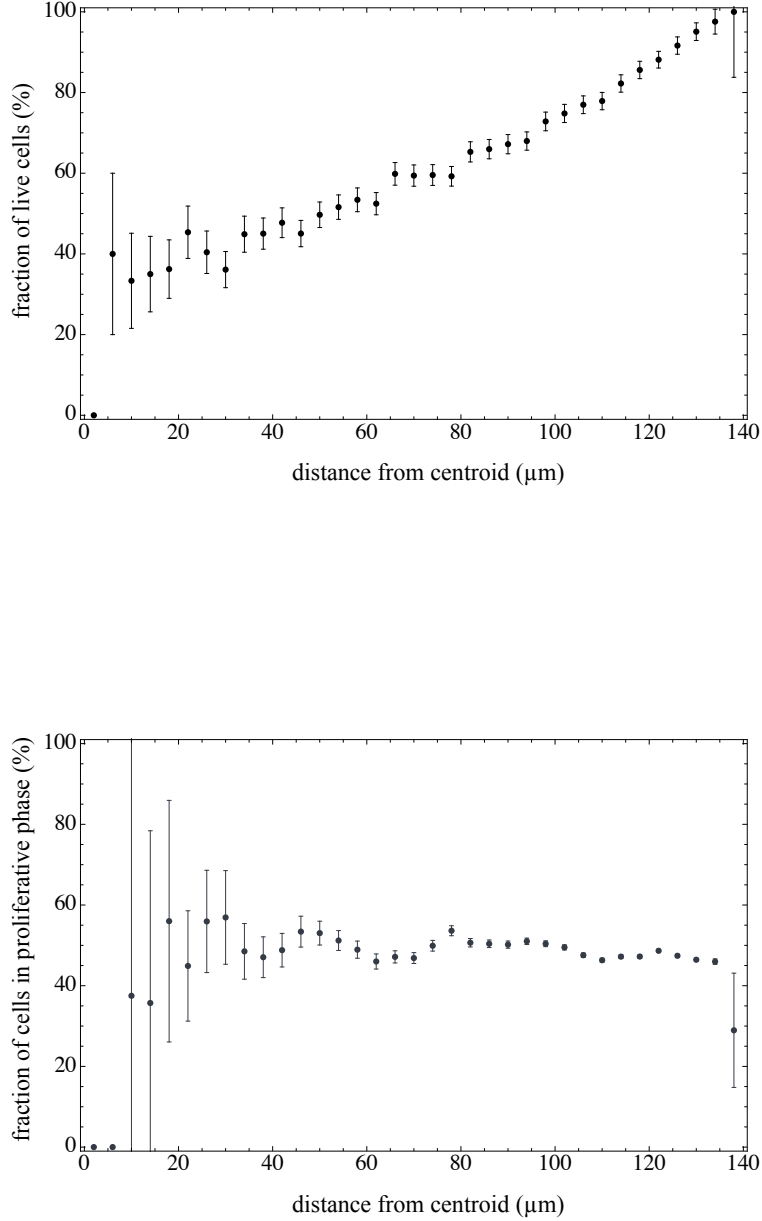 fraction of live cells (%)
100
80
60
40
20
0
0 20 40 60 80 100 120 140
distance from centroid (µm)
fraction of cells in proliferative phase (%)
100
80
60
40
20
0
0 20 40 60 80 100 120 140
distance from centroid (µm)